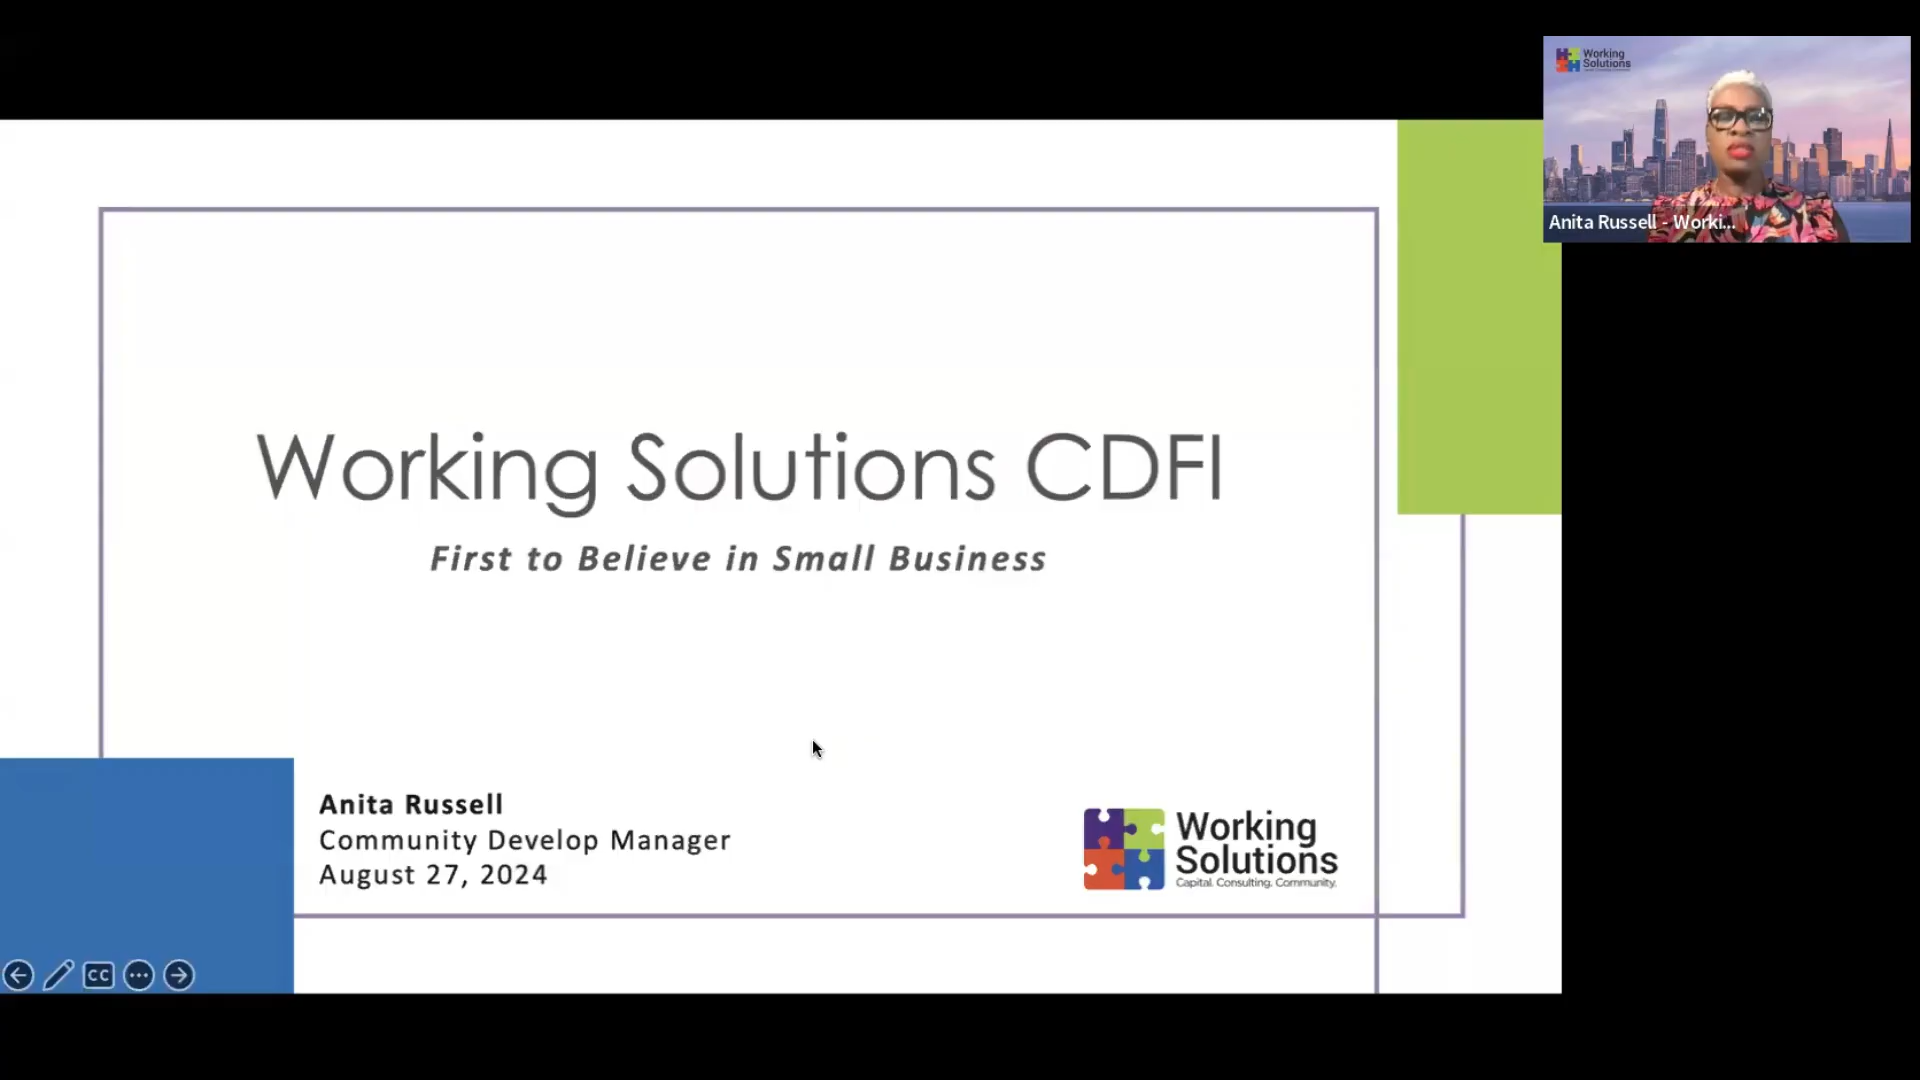 Working
Solutions
Anita Russell - Worki...
Working Solutions CDFI
First to Believe in Small Business
Anita Russell
Community Develop Manager
August 27, 2024
Working
Solutions
Capital. Consulting. Community.
CC